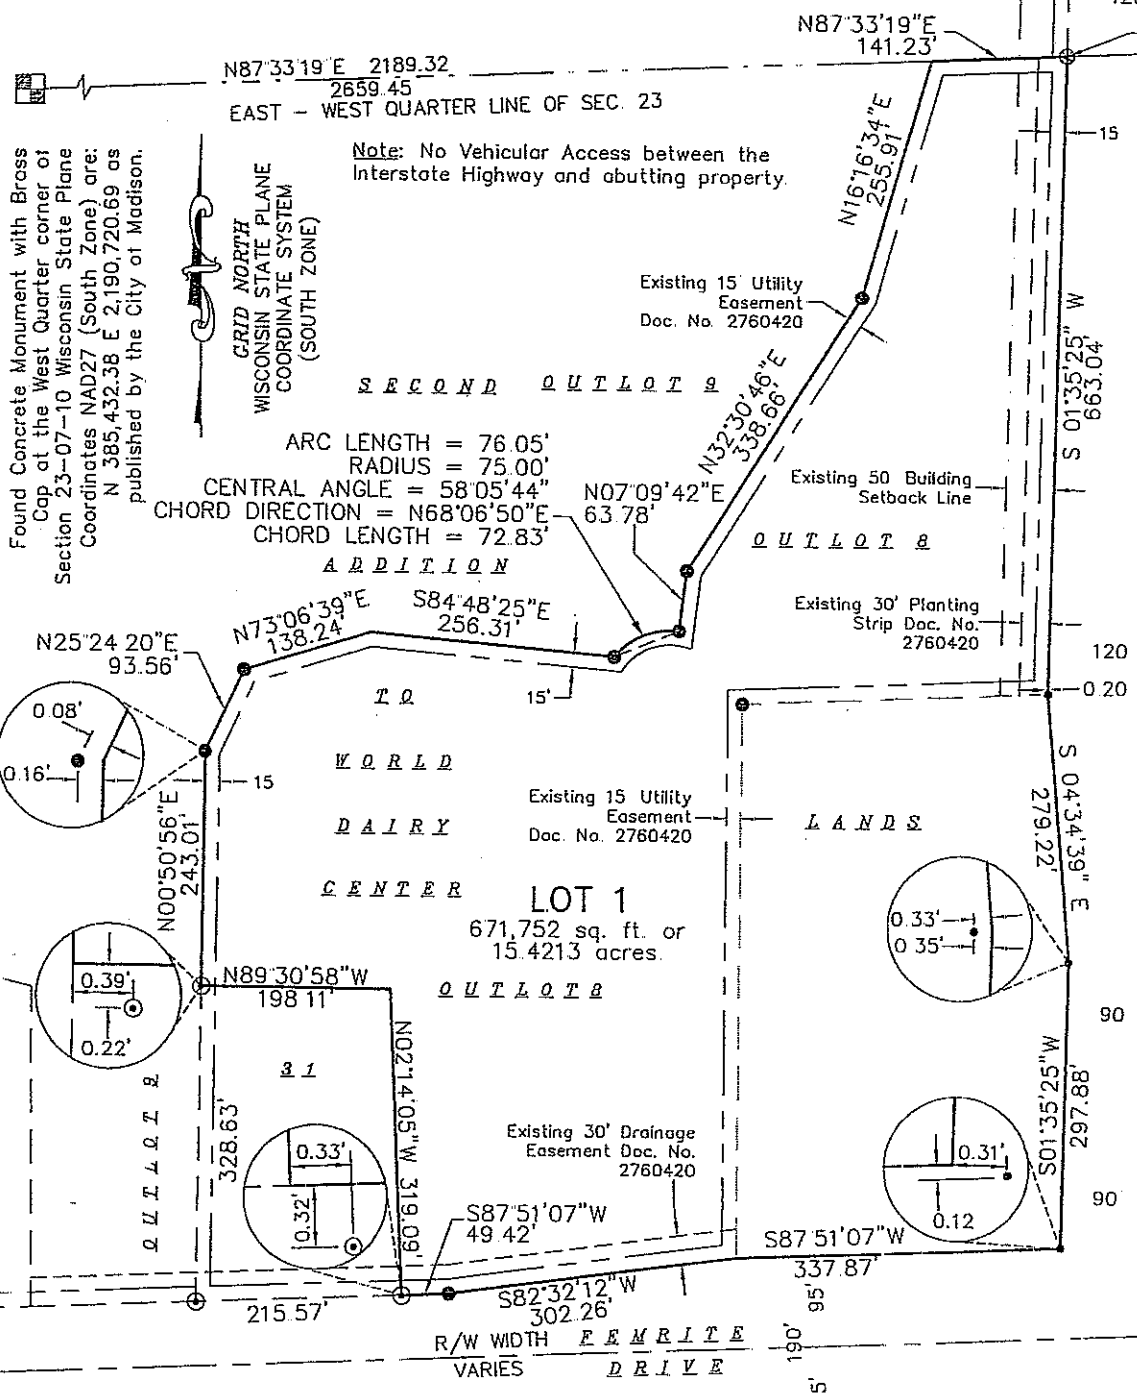 N87°33'19"E
141.23'
N87°33'19"E 2189.32
2659.45
EAST – WEST QUARTER LINE OF SEC. 23
Note: No Vehicular Access between the
Interstate Highway and abutting property.
Found Concrete Monument with Brass
Cap at the West Quarter corner of
Section 23-07-10 Wisconsin State Plane
Coordinates NAD27 (South Zone) are:
N 385,432.38 E 2,190,720.69 as
published by the City of Madison.
GRID NORTH
WISCONSIN STATE PLANE
COORDINATE SYSTEM
(SOUTH ZONE)
N16°16'34"E
255.91'
15
Existing 15' Utility
Easement
Doc. No. 2760420
S 01°35'25" W
663.04'
SECOND OUTLOT 9
N32°30'46"E
338.66'
ARC LENGTH = 76.05'
RADIUS = 75.00'
CENTRAL ANGLE = 58°05'44"
CHORD DIRECTION = N68°06'50"E
CHORD LENGTH = 72.83'
N07°09'42"E
63.78'
Existing 50 Building
Setback Line
OUTLOT 8
ADDITION
N73°06'39"E
138.24'
S84°48'25"E
256.31'
Existing 30' Planting
Strip Doc. No.
2760420
N25°24 20"E
93.56'
120
0.20
15'
TO
0.08'
0.16'
15
WORLD
Existing 15 Utility
Easement
Doc. No. 2760420
DAIRY
LANDS
S 04°34'39" E
279.22'
N00°50'56"E
243.01'
CENTER
LOT 1
671,752 sq. ft. or
15.4213 acres.
0.33'
0 35'
0.39'
0.22'
N89°30'58"W
198 11'
OUTLOT8
90
31
N02°14'05"W 319.09'
OUTLOT 9
328.63'
0.33'
0.32'
Existing 30' Drainage
Easement Doc. No.
2760420
S01°35'25"W
297.88'
0.31'
0.12
90
S87°51'07"W
49.42'
S87°51'07"W
337.87'
215.57'
S82°32'12"W
302.26'
95'
190'
5'
R/W WIDTH FEMRITE
VARIES DRIVE